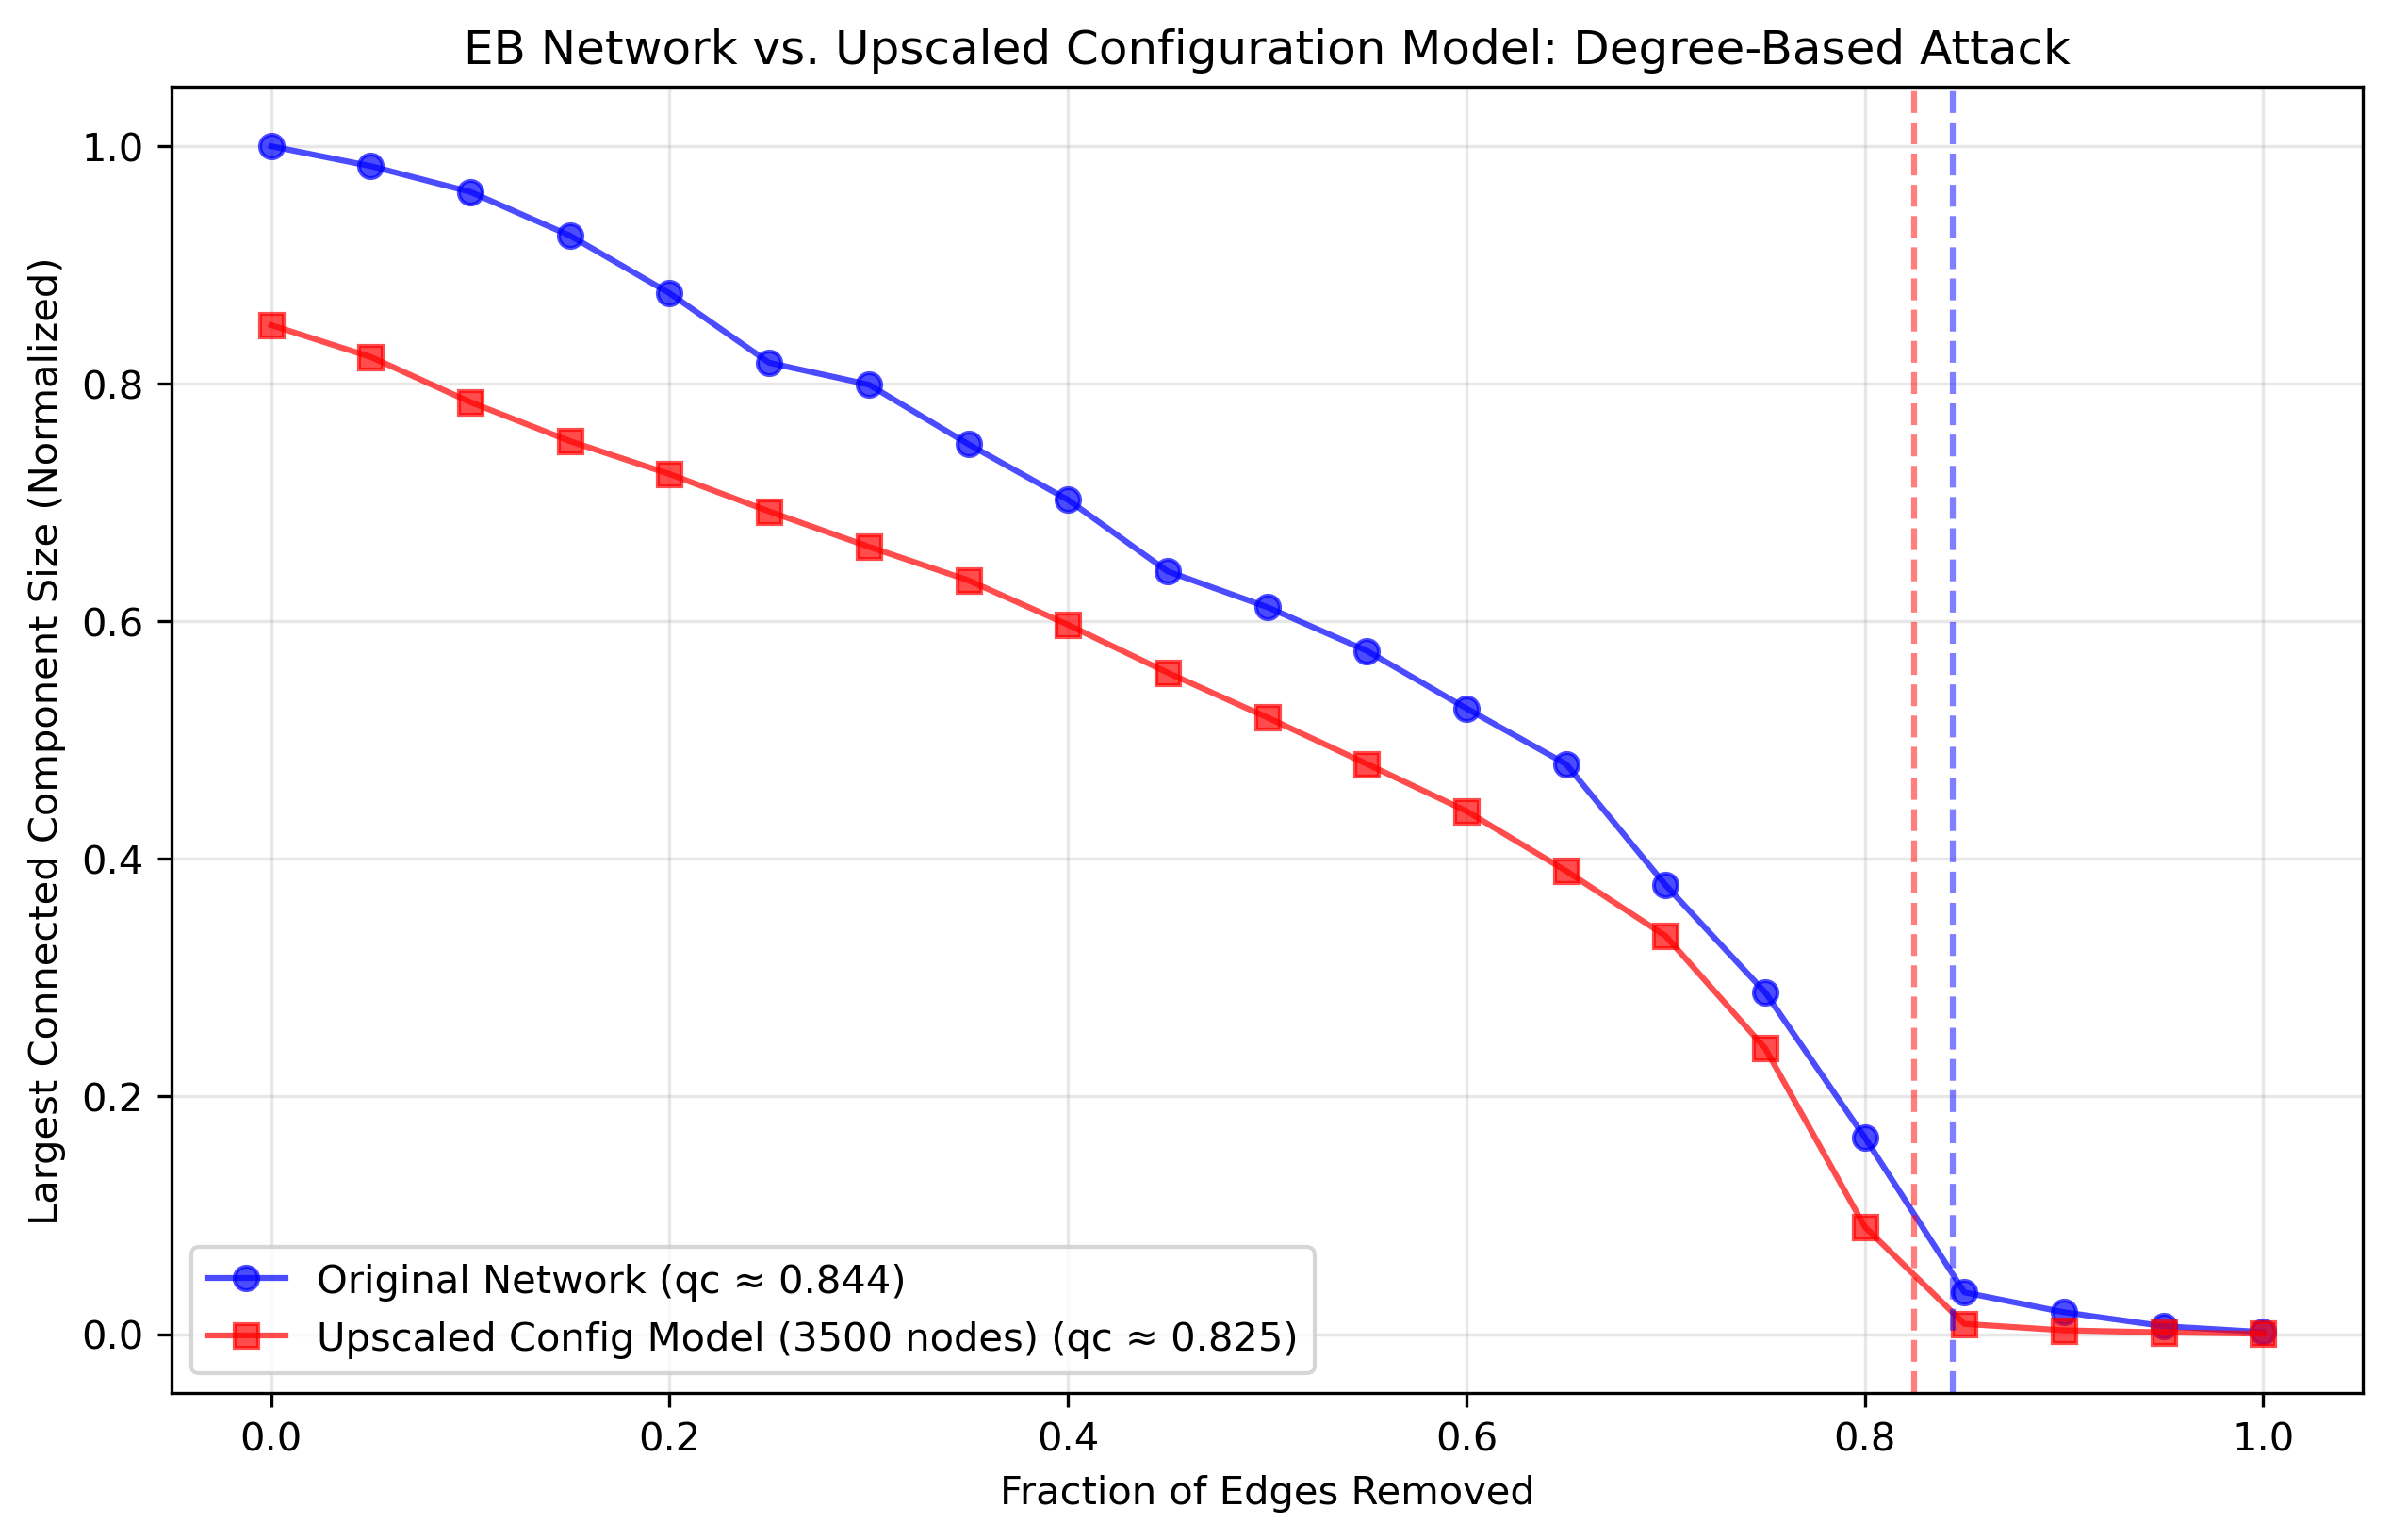 EB Network vs. Upscaled Configuration Model: Degree-Based Attack
Largest Connected Component Size (Normalized)
1.0
0.8
0.6
0.4
0.2
0.0
Original Network (qc ≈ 0.844)
Upscaled Config Model (3500 nodes) (qc ≈ 0.825)
0.0 0.2 0.4 0.6 0.8 1.0
Fraction of Edges Removed